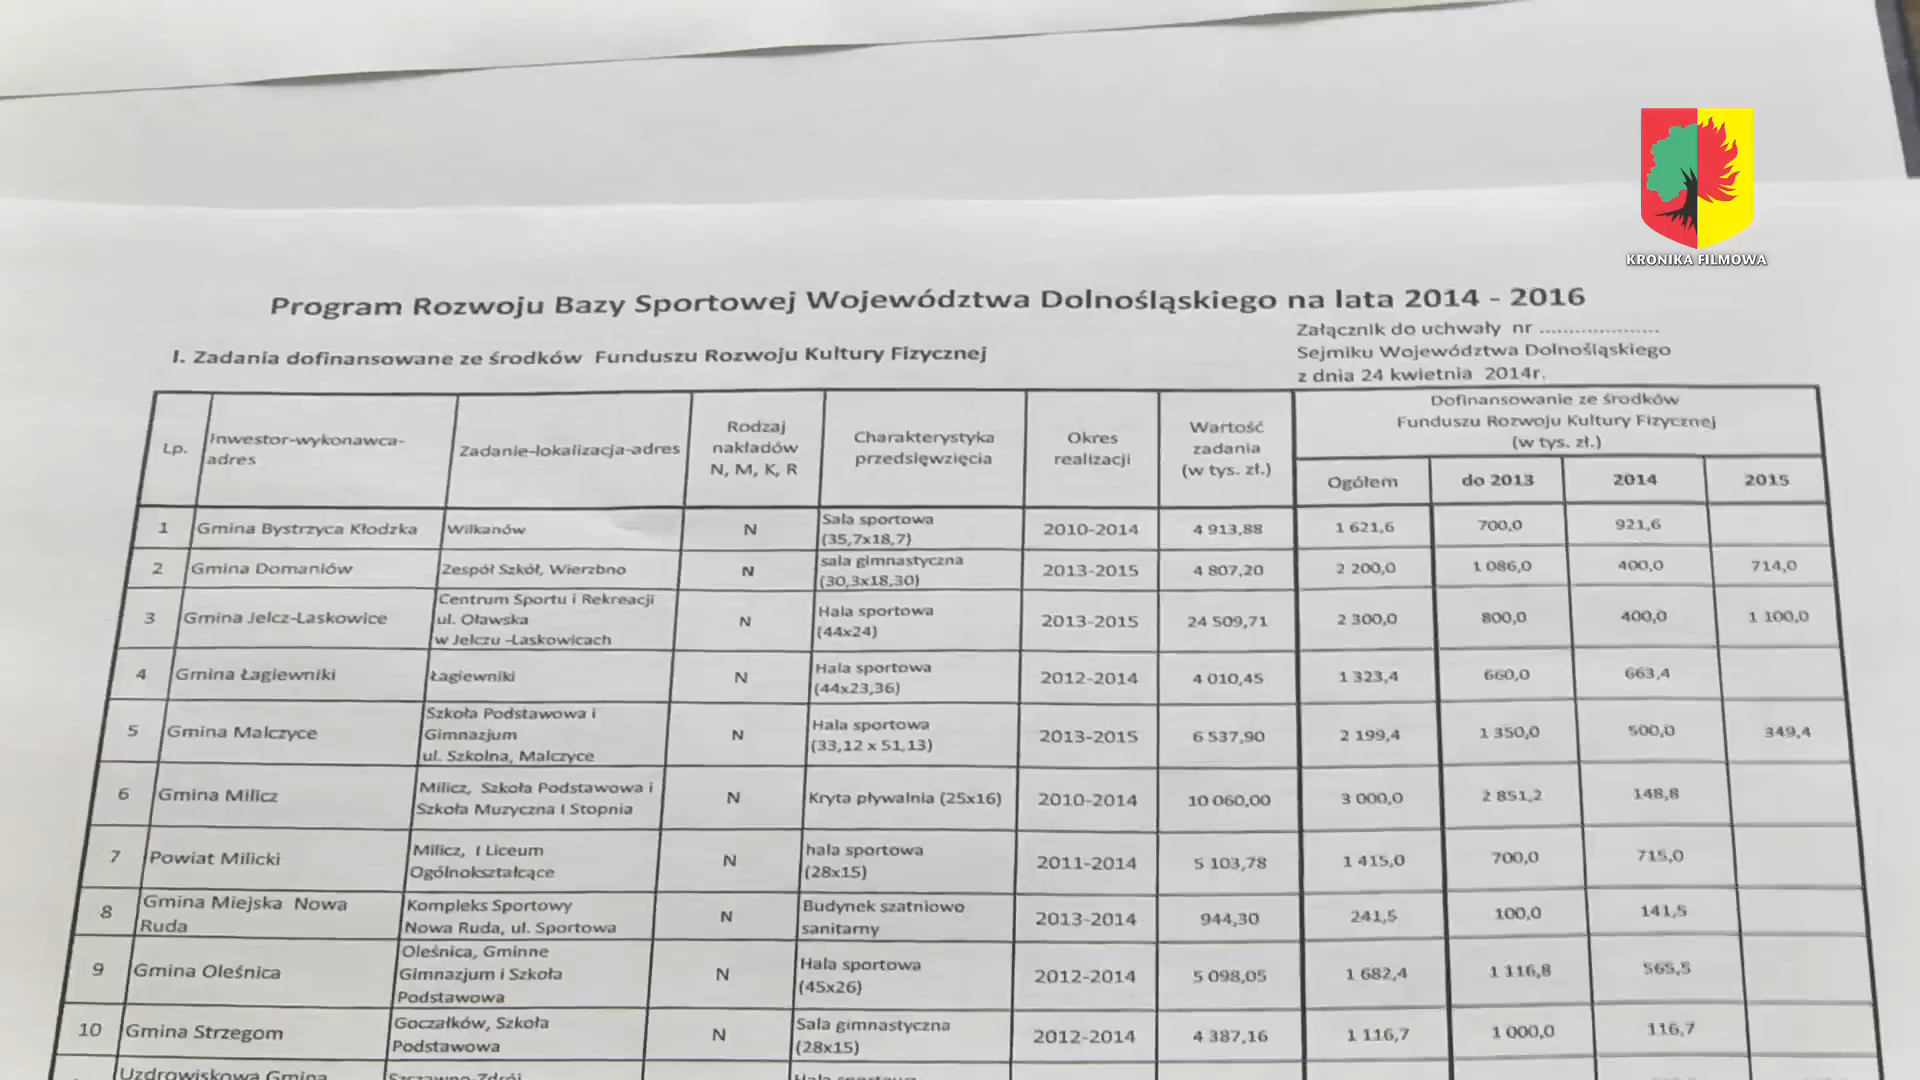 KRONIKA FILMOWA
Program Rozwoju Bazy Sportowej Województwa Dolnośląskiego na lata 2014 - 2016
Załącznik do uchwały nr ....................
I. Zadania dofinansowane ze środków Funduszu Rozwoju Kultury Fizycznej
Sejmiku Województwa Dolnośląskiego
z dnia 24 kwietnia 2014r.
Lp.
Inwestor-wykonawca-
adres
Zadanie-lokalizacja-adres
Rodzaj
nakładów
N, M, K, R
Charakterystyka
przedsięwzięcia
Okres
realizacji
Wartość
zadania
(w tys. zł.)
Dofinansowanie ze środków
Funduszu Rozwoju Kultury Fizycznej
(w tys. zł.)
Ogółem
do 2013
2014
2015
1 Gmina Bystrzyca Kłodzka Wilkanów N Sala sportowa
(35,7x18,7) 2010-2014 4 913,88 1 621,6 700,0 921,6
2 Gmina Domaniów Zespół Szkół, Wierzbno N sala gimnastyczna
(30,3x18,30) 2013-2015 4 807,20 2 200,0 1 086,0 400,0 714,0
3 Gmina Jelcz-Laskowice Centrum Sportu i Rekreacji
ul. Oławska
w Jelczu -Laskowicach N Hala sportowa
(44x24) 2013-2015 24 509,71 2 300,0 800,0 400,0 1 100,0
4 Gmina Łagiewniki Łagiewniki N Hala sportowa
(44x23,36) 2012-2014 4 010,45 1 323,4 660,0 663,4
5 Gmina Malczyce Szkoła Podstawowa i
Gimnazjum
ul. Szkolna, Malczyce N Hala sportowa
(33,12 x 51,13) 2013-2015 6 537,90 2 199,4 1 350,0 500,0 349,4
6 Gmina Milicz Milicz, Szkoła Podstawowa i
Szkoła Muzyczna I Stopnia N Kryta pływalnia (25x16) 2010-2014 10 060,00 3 000,0 2 851,2 148,8
7 Powiat Milicki Milicz, I Liceum
Ogólnokształcące N hala sportowa
(28x15) 2011-2014 5 103,78 1 415,0 700,0 715,0
8 Gmina Miejska Nowa
Ruda Kompleks Sportowy
Nowa Ruda, ul. Sportowa N Budynek szatniowo
sanitarny 2013-2014 944,30 241,5 100,0 141,5
9 Gmina Oleśnica Oleśnica, Gminne
Gimnazjum i Szkoła
Podstawowa N Hala sportowa
(45x26) 2012-2014 5 098,05 1 682,4 1 116,8 565,5
10 Gmina Strzegom Goczałków, Szkoła
Podstawowa N Sala gimnastyczna
(28x15) 2012-2014 4 387,16 1 116,7 1 000,0 116,7
Uzdrowiskowa Gmina